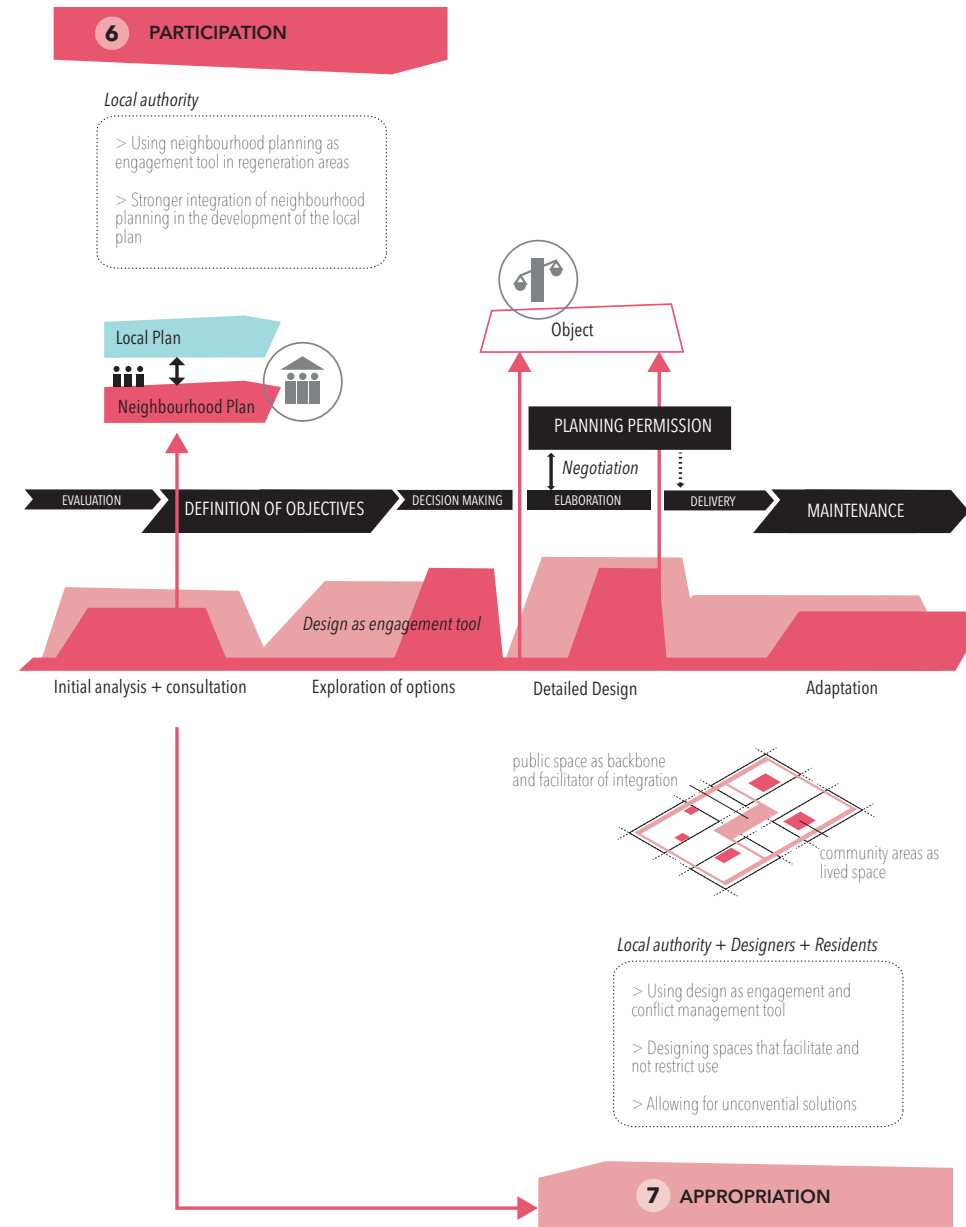 6 PARTICIPATION
Local authority
> Using neighbourhood planning as
engagement tool in regeneration areas
> Stronger integration of neighbourhood
planning in the development of the local
plan
Object
Local Plan
Neighbourhood Plan
PLANNING PERMISSION
Negotiation
EVALUATION
DEFINITION OF OBJECTIVES
DECISION MAKING
ELABORATION
DELIVERY
MAINTENANCE
Design as engagement tool
Initial analysis + consultation
Exploration of options
Detailed Design
Adaptation
public space as backbone
and facilitator of integration
community areas as
lived space
Local authority + Designers + Residents
> Using design as engagement and
conflict management tool
> Designing spaces that facilitate and
not restrict use
> Allowing for unconvential solutions
7 APPROPRIATION